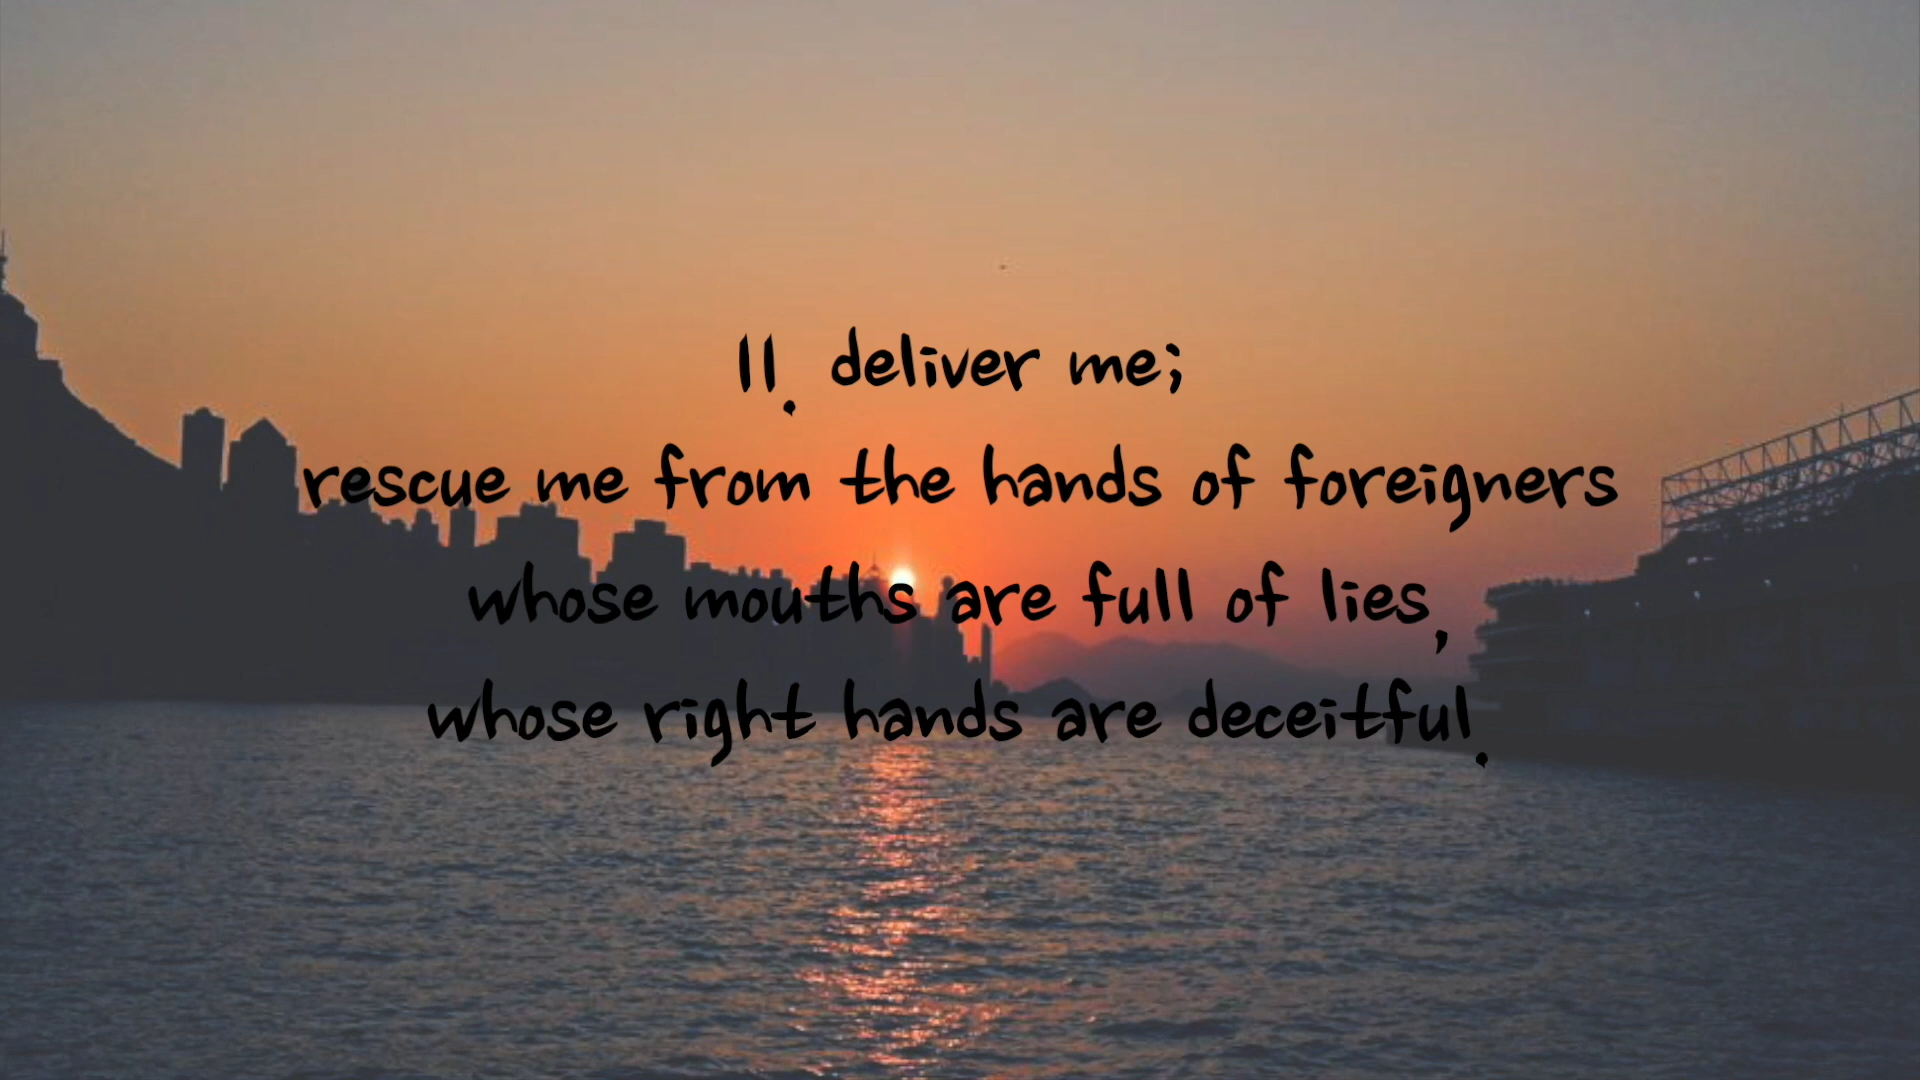 11. deliver me;
rescue me from the hands of foreigners
whose mouths are full of lies,
whose right hands are deceitful.